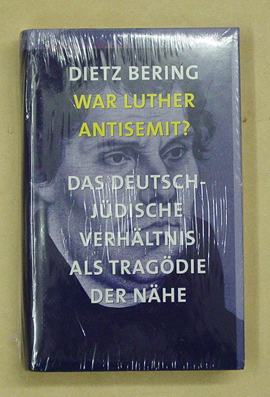 DIETZ BERING
WAR LUTHER
ANTISEMIT?
DAS DEUTSCH-
JÜDISCHE
VERHÄLTNIS
ALS TRAGÖDIE
DER NÄHE